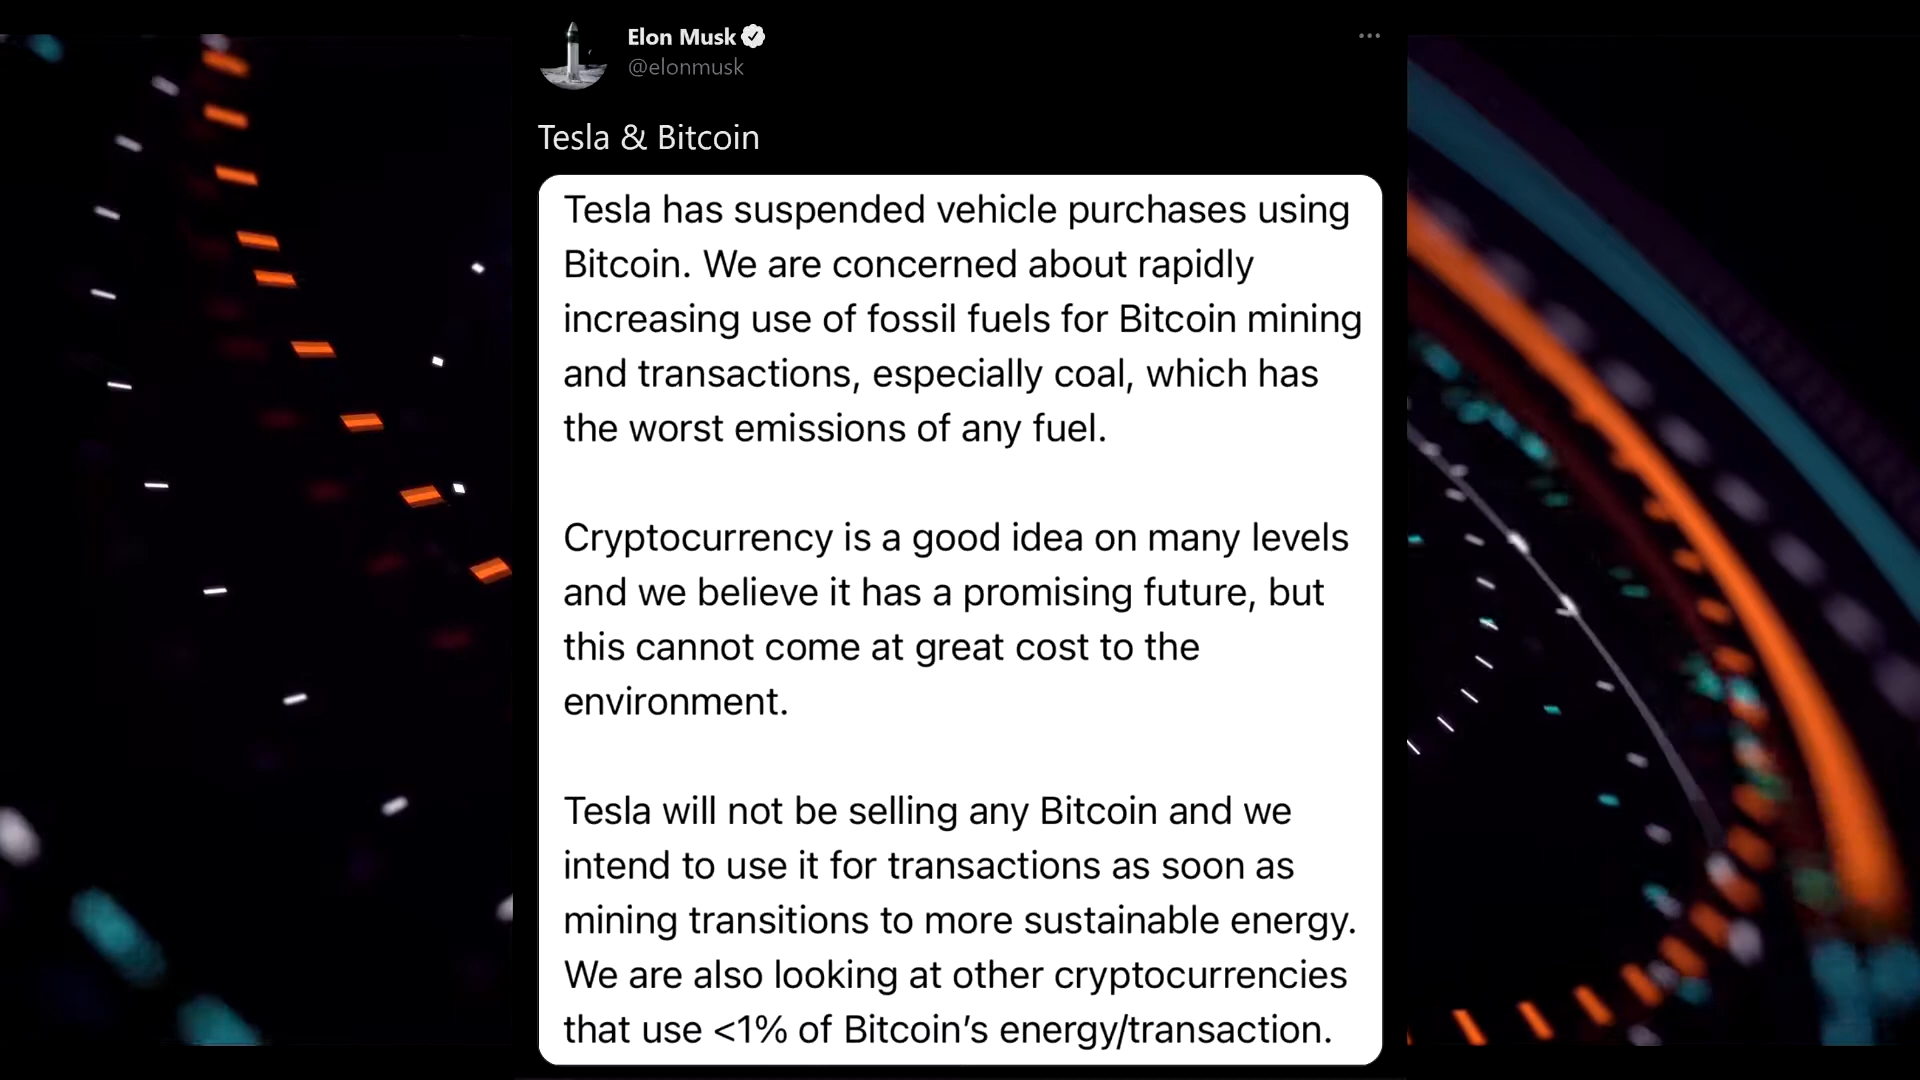 Elon Musk
@elonmusk
Tesla & Bitcoin
Tesla has suspended vehicle purchases using
Bitcoin. We are concerned about rapidly
increasing use of fossil fuels for Bitcoin mining
and transactions, especially coal, which has
the worst emissions of any fuel.
Cryptocurrency is a good idea on many levels
and we believe it has a promising future, but
this cannot come at great cost to the
environment.
Tesla will not be selling any Bitcoin and we
intend to use it for transactions as soon as
mining transitions to more sustainable energy.
We are also looking at other cryptocurrencies
that use <1% of Bitcoin’s energy/transaction.